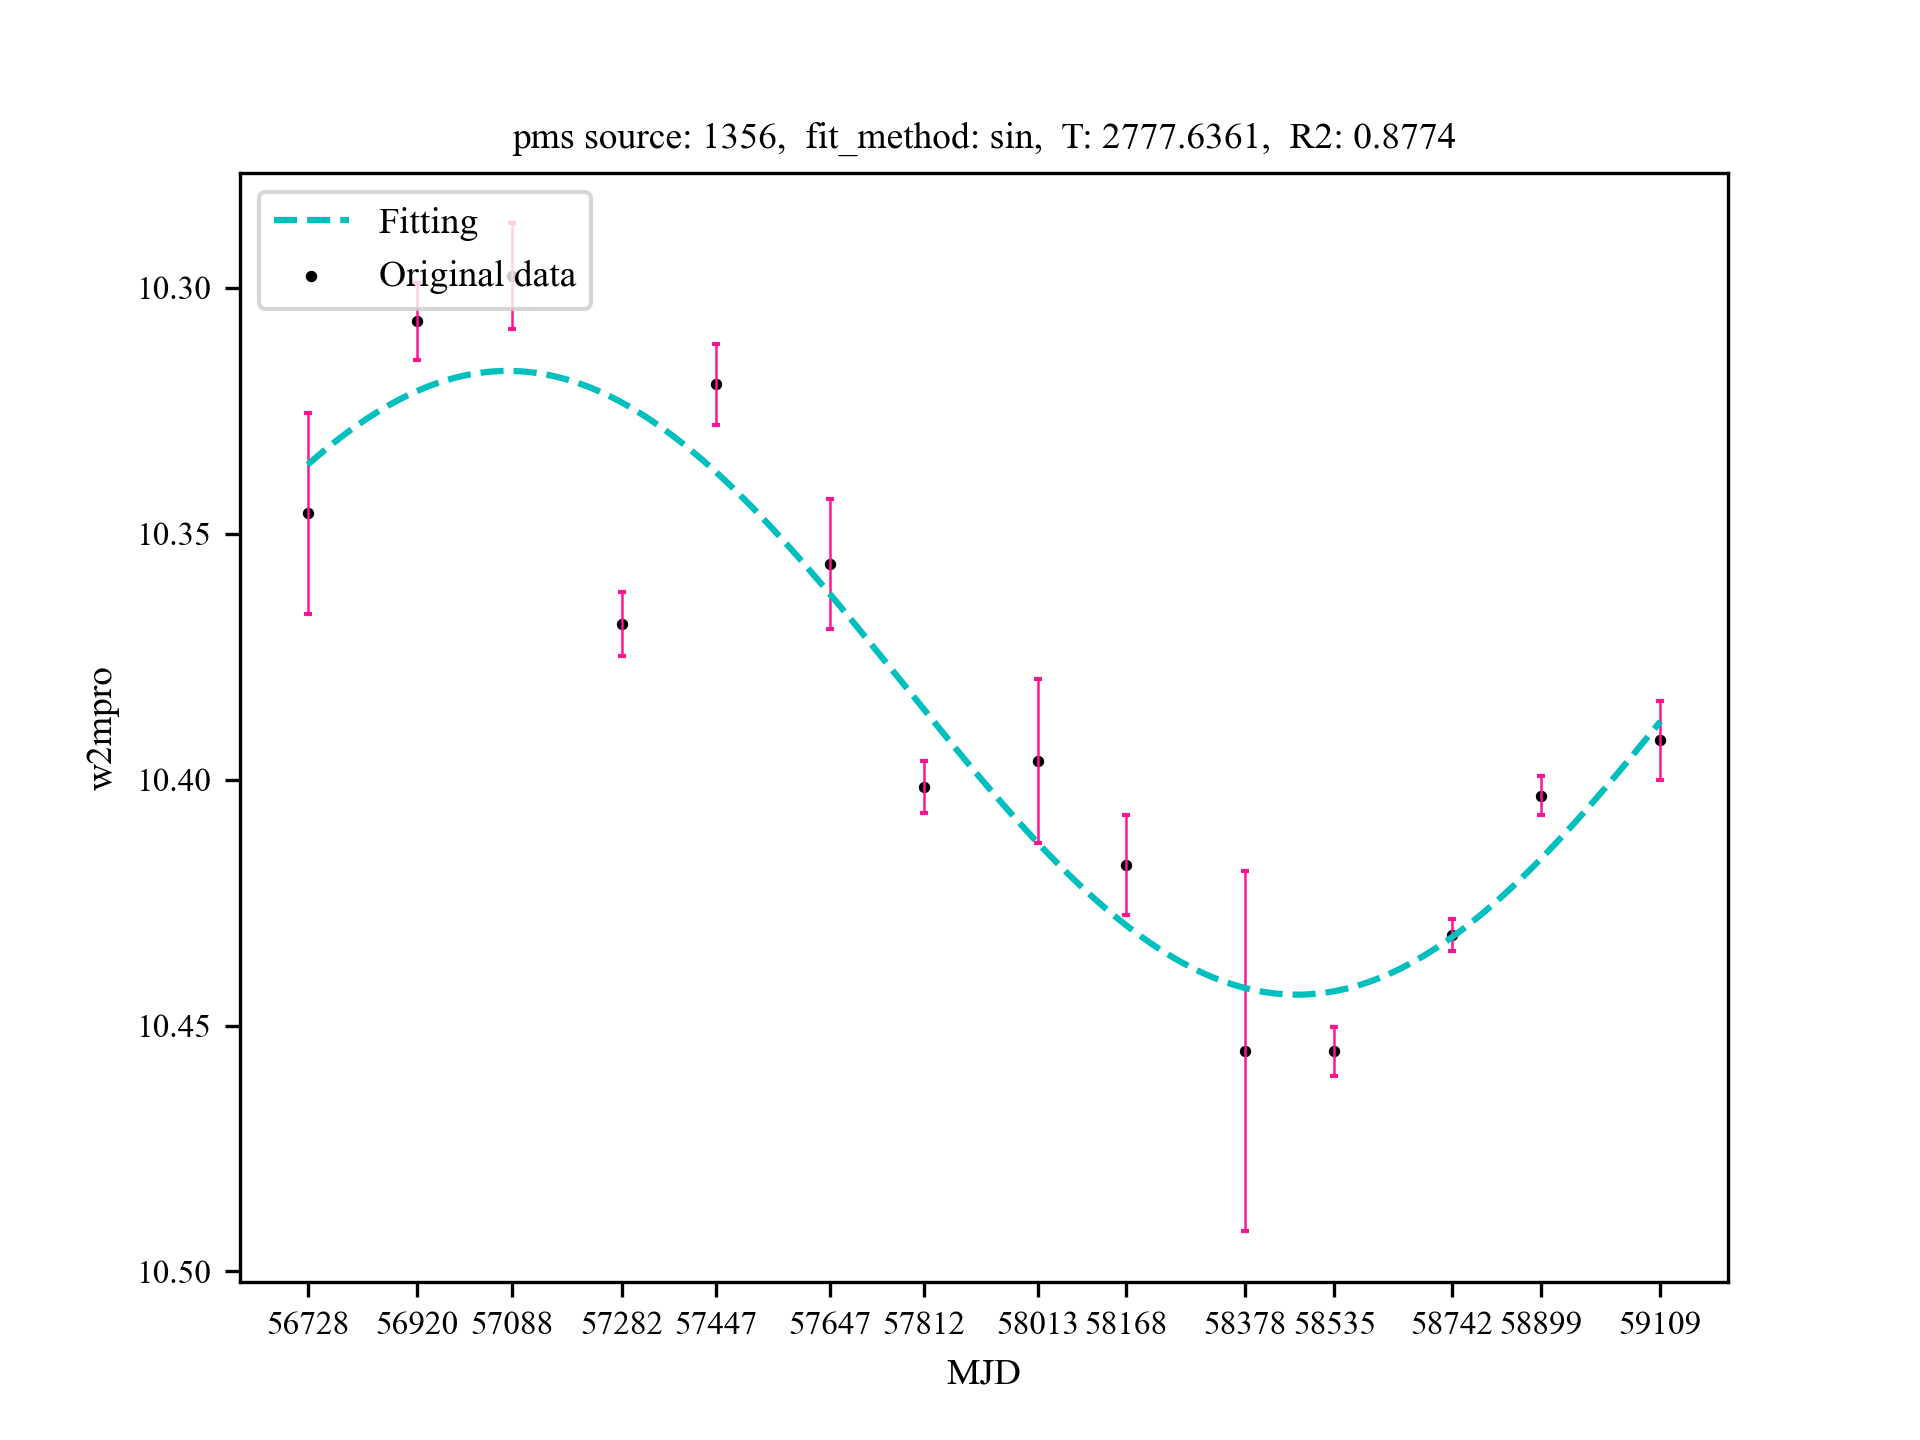 pms source: 1356,  fit_method: sin,  T: 2777.6361,  R2: 0.8774
Fitting
Original data
10.30
10.35
10.40
10.45
10.50
w2mpro
56728 56920 57088 57282 57447 57647 57812 58013 58168 58378 58535 58742 58899 59109
MJD